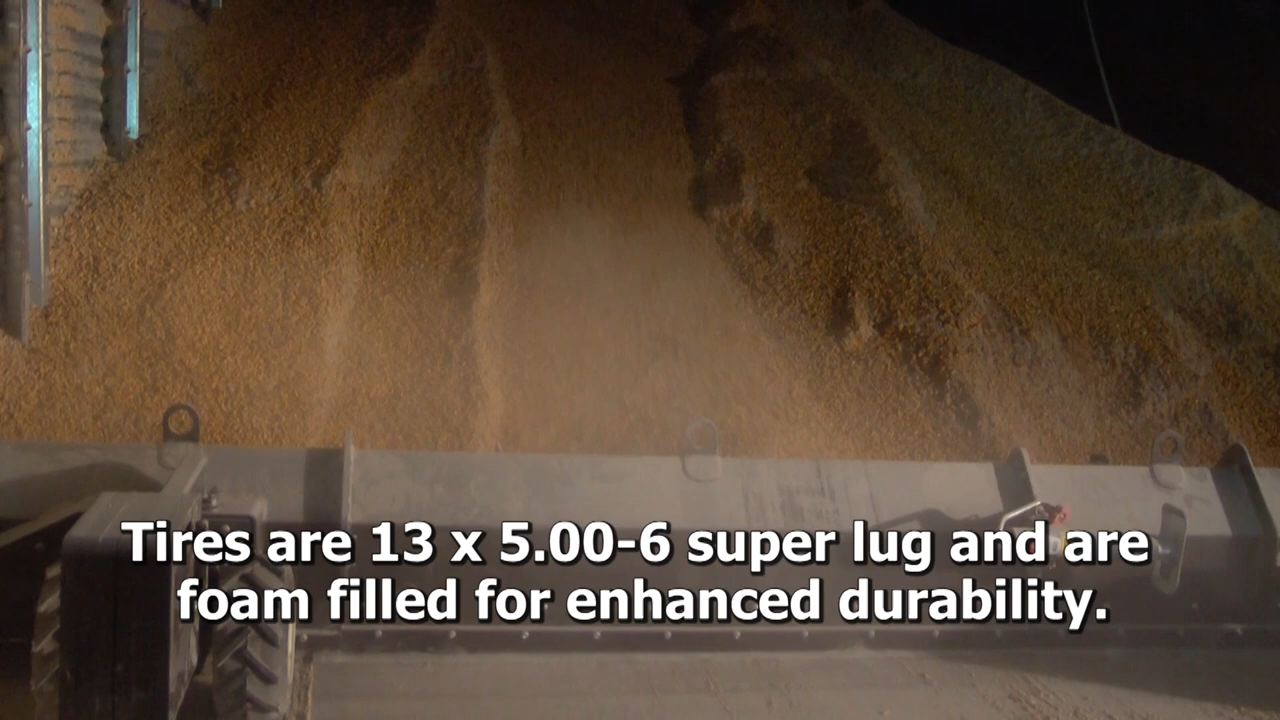 Tires are 13 x 5.00-6 super lug and are
foam filled for enhanced durability.